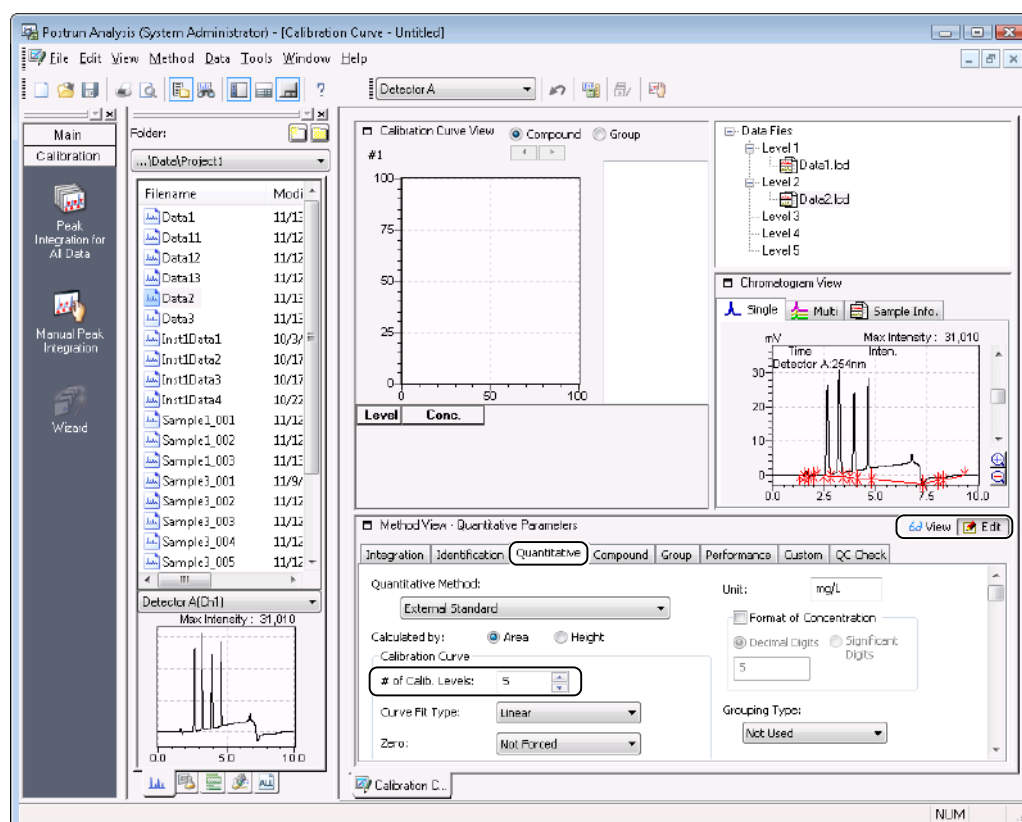 Postrun Analysis (System Administrator) - [Calibration Curve - Untitled]
File Edit View Method Data Tools Window Help
Detector A
Main
Calibration
Peak
Integration for
All Data
Manual Peak
Integration
Wizard
Folder:
...\Data\Project1
Filename Modi
Data1 11/13
Data11 11/12
Data12 11/12
Data13 11/12
Data2 11/13
Data3 11/13
Inst1Data1 10/3/
Inst1Data2 10/17
Inst1Data3 10/17
Inst1Data4 10/22
Sample1_001 11/12
Sample1_002 11/12
Sample1_003 11/13
Sample3_001 11/9/
Sample3_002 11/12
Sample3_003 11/12
Sample3_004 11/12
Sample3_005 11/12
Detector A(Ch1)
Max Intensity : 31,010
0.0 5.0 10.0
ALL
Calibration Curve View Compound Group
#1
100
75
50
25
0
0 50 100
Level Conc.
Data Files
Level 1
Data1.lcd
Level 2
Data2.lcd
Level 3
Level 4
Level 5
Chromatogram View
Single Multi Sample Info.
mV Max Intensity : 31,010
Time Inten.
Detector A:254nm
30
20
10
0
0.0 2.5 5.0 7.5 10.0
Method View - Quantitative Parameters
View Edit
Integration Identification Quantitative Compound Group Performance Custom QC Check
Quantitative Method:
External Standard
Calculated by: Area Height
Calibration Curve
# of Calib. Levels: 5
Curve Fit Type: Linear
Zero: Not Forced
Unit: mg/L
Format of Concentration
Decimal Digits Significant
Digits
5
Grouping Type:
Not Used
Calibration C...
NUM